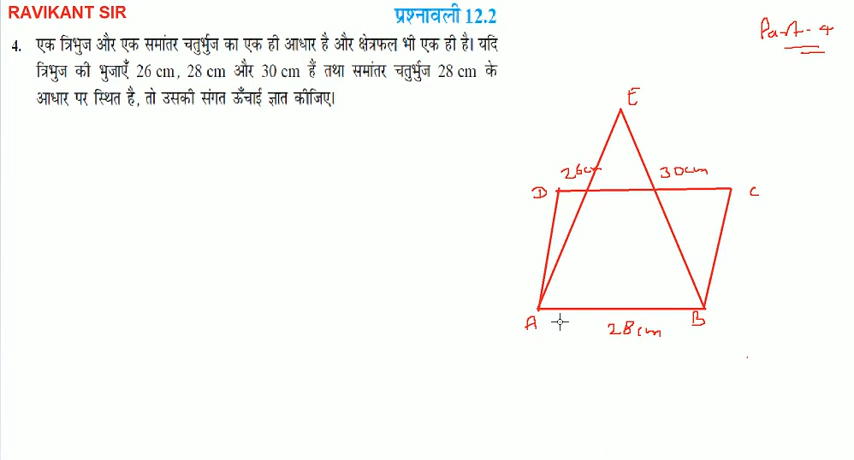 RAVIKANT SIR
प्रश्नावली 12.2
Part-4
4. एक त्रिभुज और एक समांतर चतुर्भुज का एक ही आधार है और क्षेत्रफल भी एक ही है। यदि
त्रिभुज की भुजाएँ 26 cm, 28 cm और 30 cm हैं तथा समांतर चतुर्भुज 28 cm के
आधार पर स्थित है, तो उसकी संगत ऊँचाई ज्ञात कीजिए।
E
26cm 30cm
D C
A B
28cm